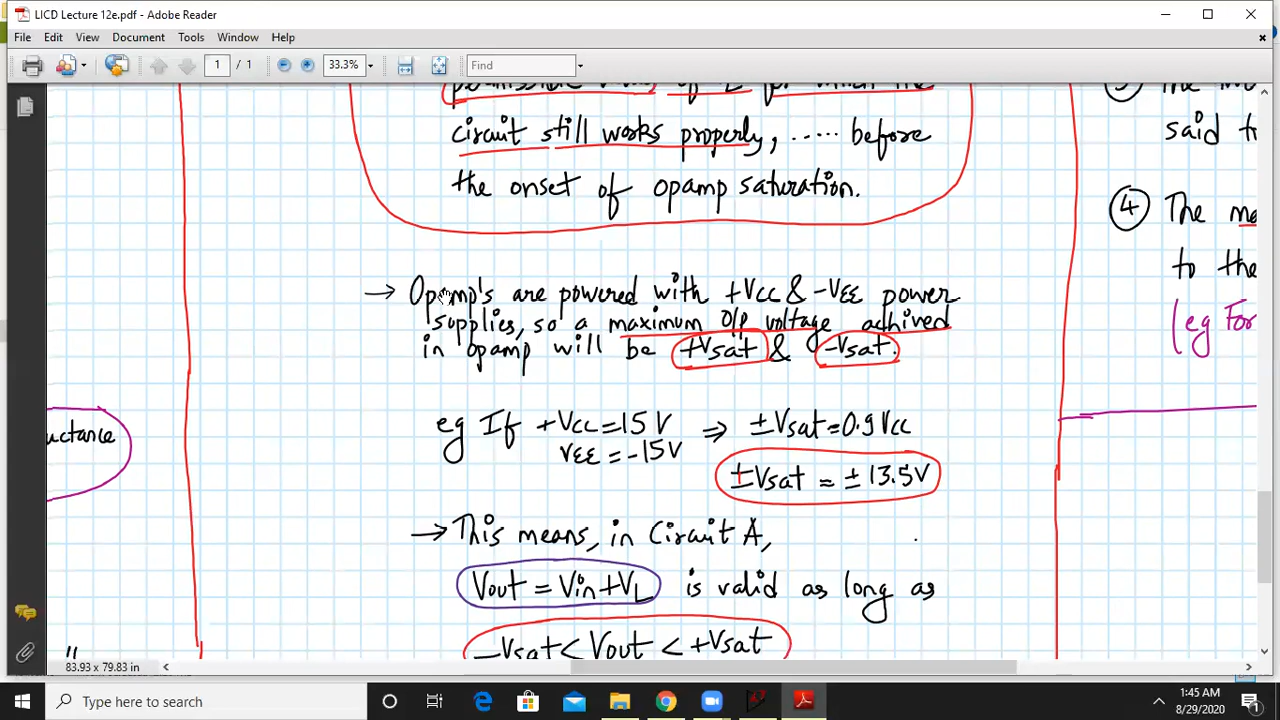 LICD Lecture 12e.pdf - Adobe Reader
File Edit View Document Tools Window Help
1 / 1 33.3% Find
circuit still works properly, ..... before
the onset of opamp saturation.
→ Opamp's are powered with +VCC & -VEE power
supplies, so a maximum o/p voltage achived
in opamp will be +Vsat & -Vsat.
eg If +VCC = 15 V ⇒ ±Vsat = 0.9 VCC
VEE = -15V
±Vsat ≈ ± 13.5V
→ This means, in Circuit A,
Vout = Vin + VL is valid as long as
-Vsat < Vout < +Vsat
uctance
said t
4 The me
to the
(eg For
83.93 x 79.83 in
Type here to search
1:45 AM
8/29/2020